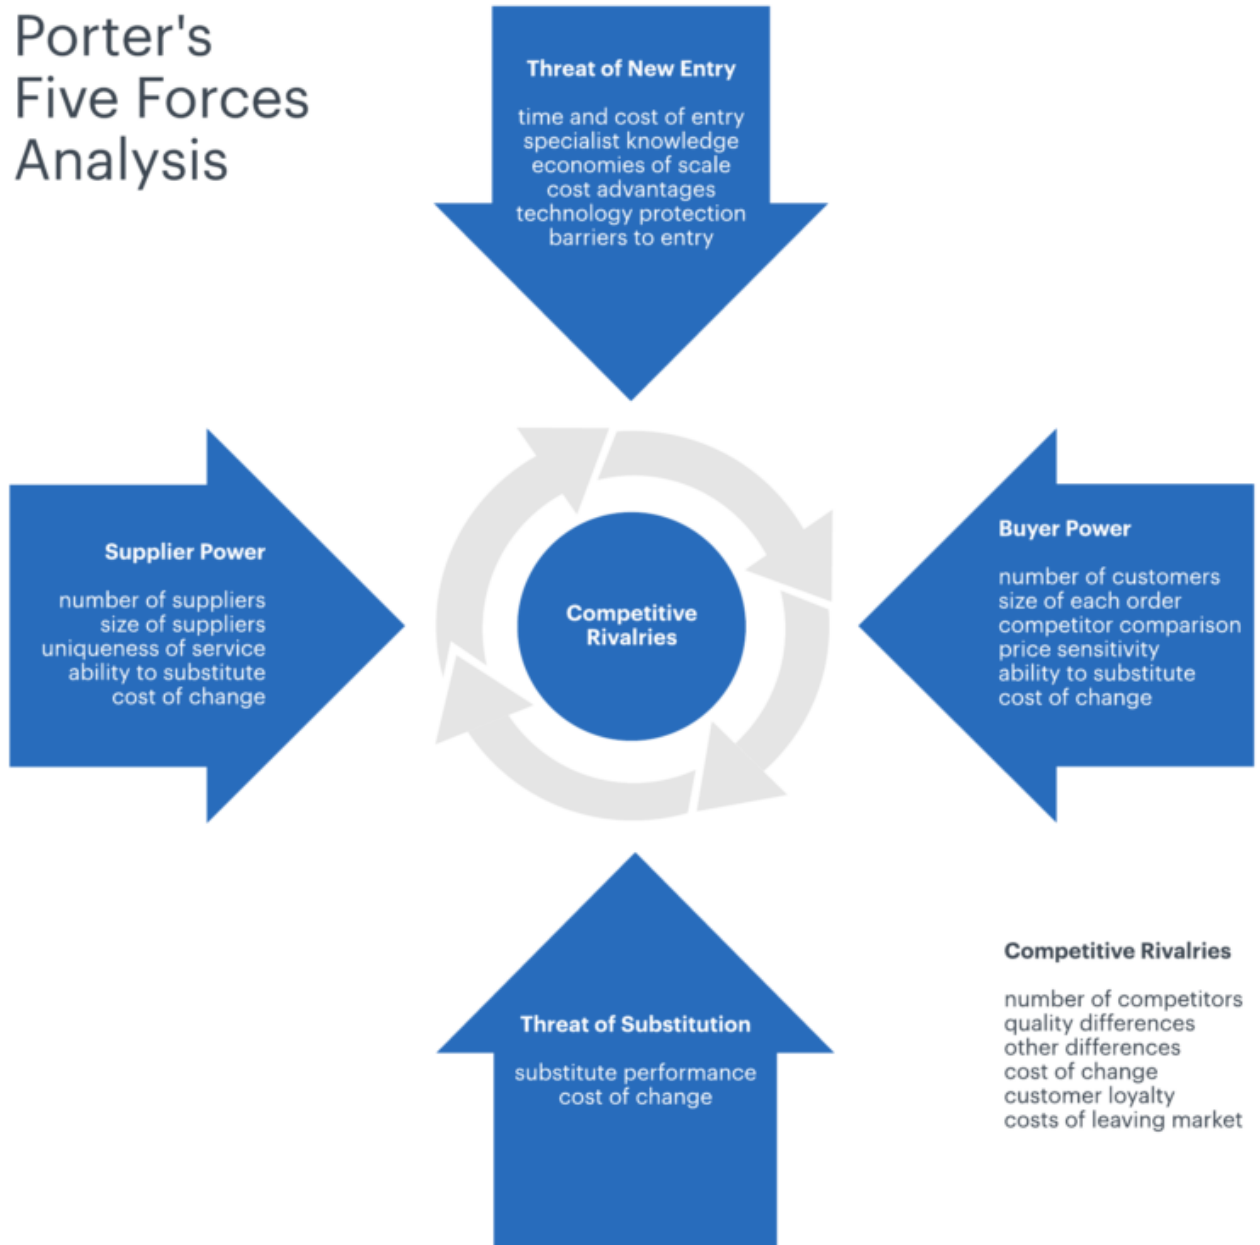 Porter's
Five Forces
Analysis
Threat of New Entry
time and cost of entry
specialist knowledge
economies of scale
cost advantages
technology protection
barriers to entry
Supplier Power
number of suppliers
size of suppliers
uniqueness of service
ability to substitute
cost of change
Competitive
Rivalries
Buyer Power
number of customers
size of each order
competitor comparison
price sensitivity
ability to substitute
cost of change
Threat of Substitution
substitute performance
cost of change
Competitive Rivalries
number of competitors
quality differences
other differences
cost of change
customer loyalty
costs of leaving market